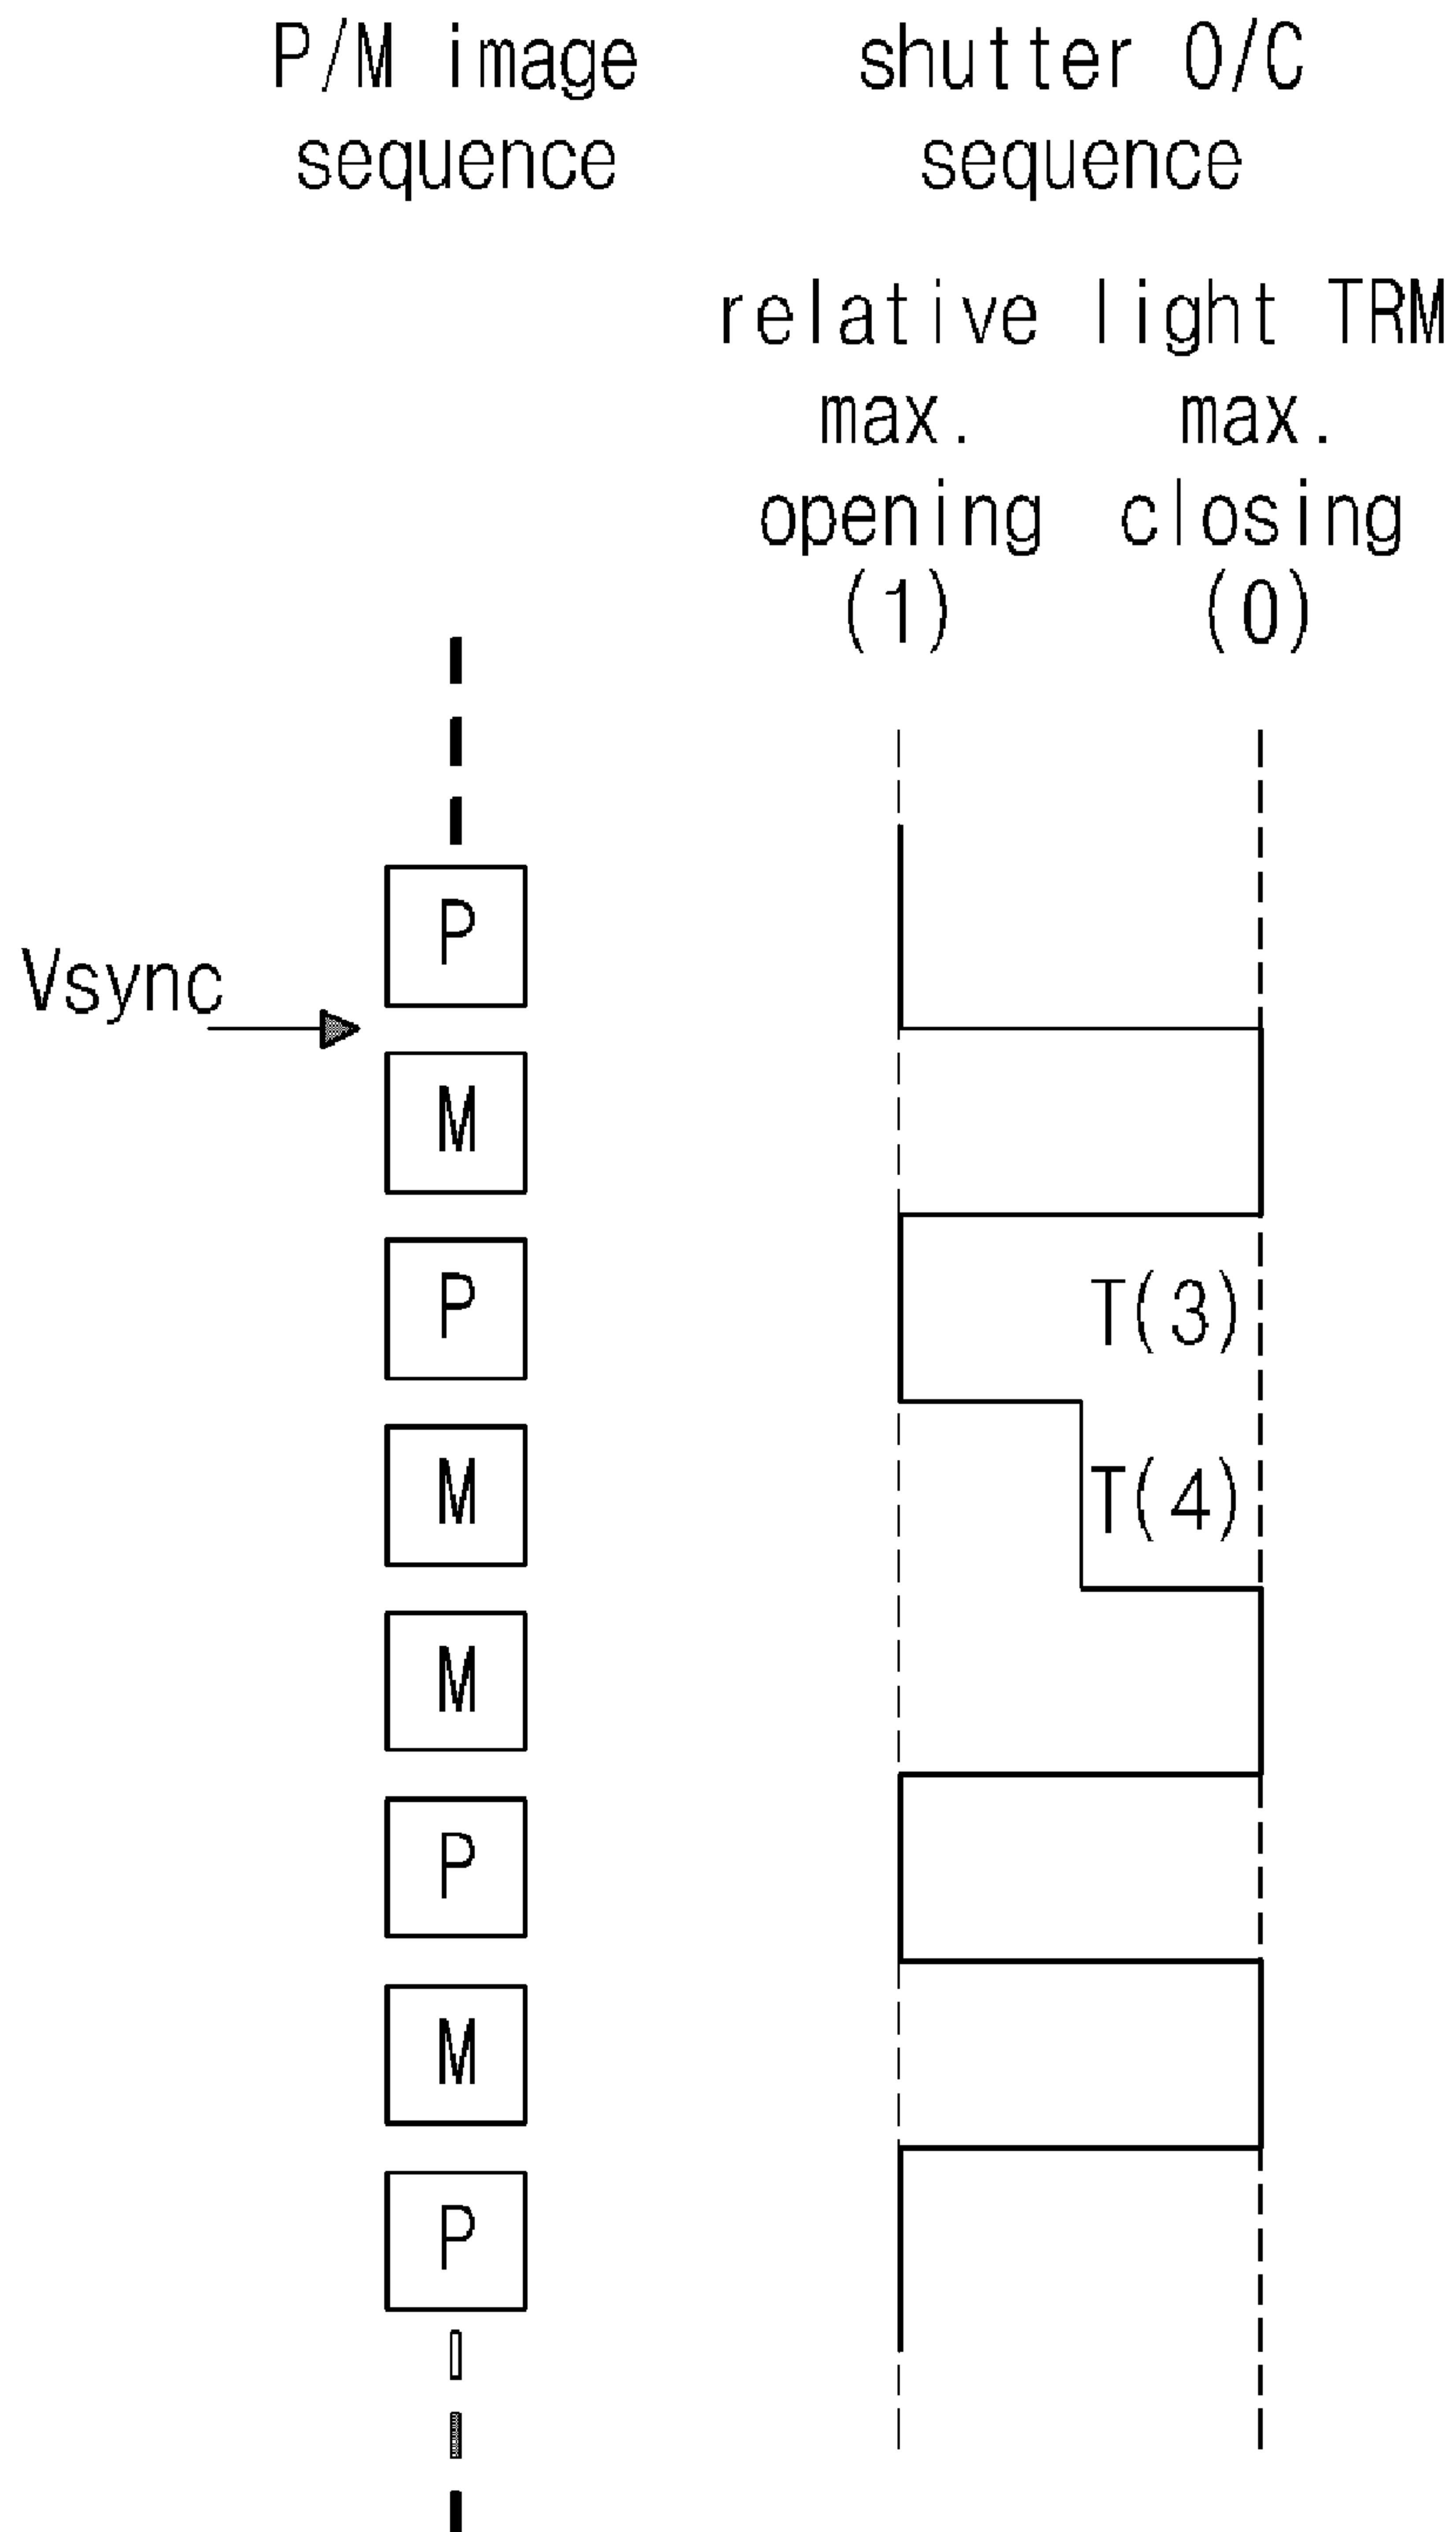 P/M image
sequence
shutter O/C
sequence
relative light TRM
max.
opening
(1)
max.
closing
(0)
P
Vsync
M
P
T(3)
M
T(4)
M
P
M
P